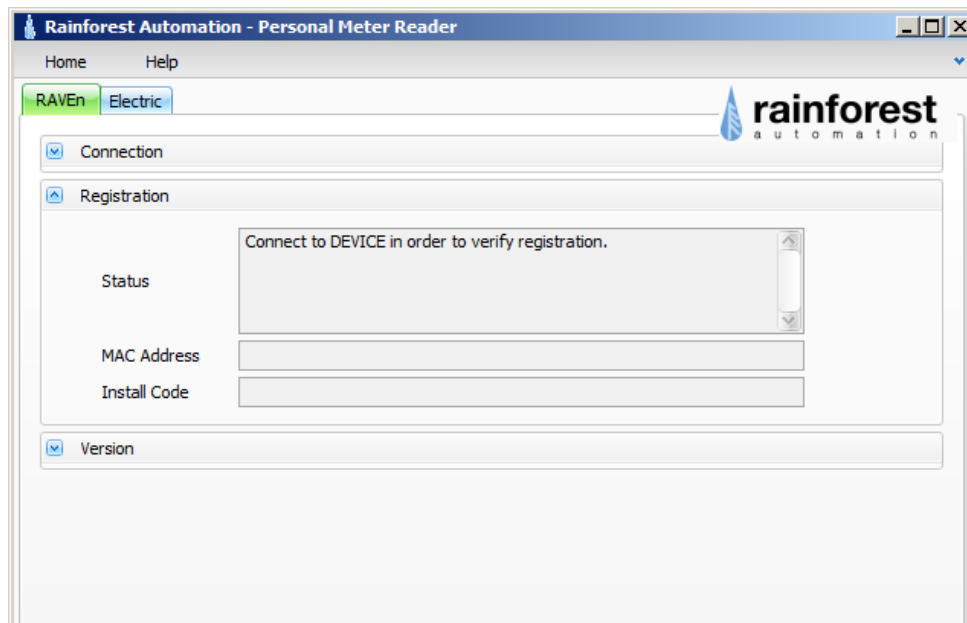 Rainforest Automation - Personal Meter Reader
Home Help
RAVEn Electric
rainforest
automation
Connection
Registration
Connect to DEVICE in order to verify registration.
Status
MAC Address
Install Code
Version